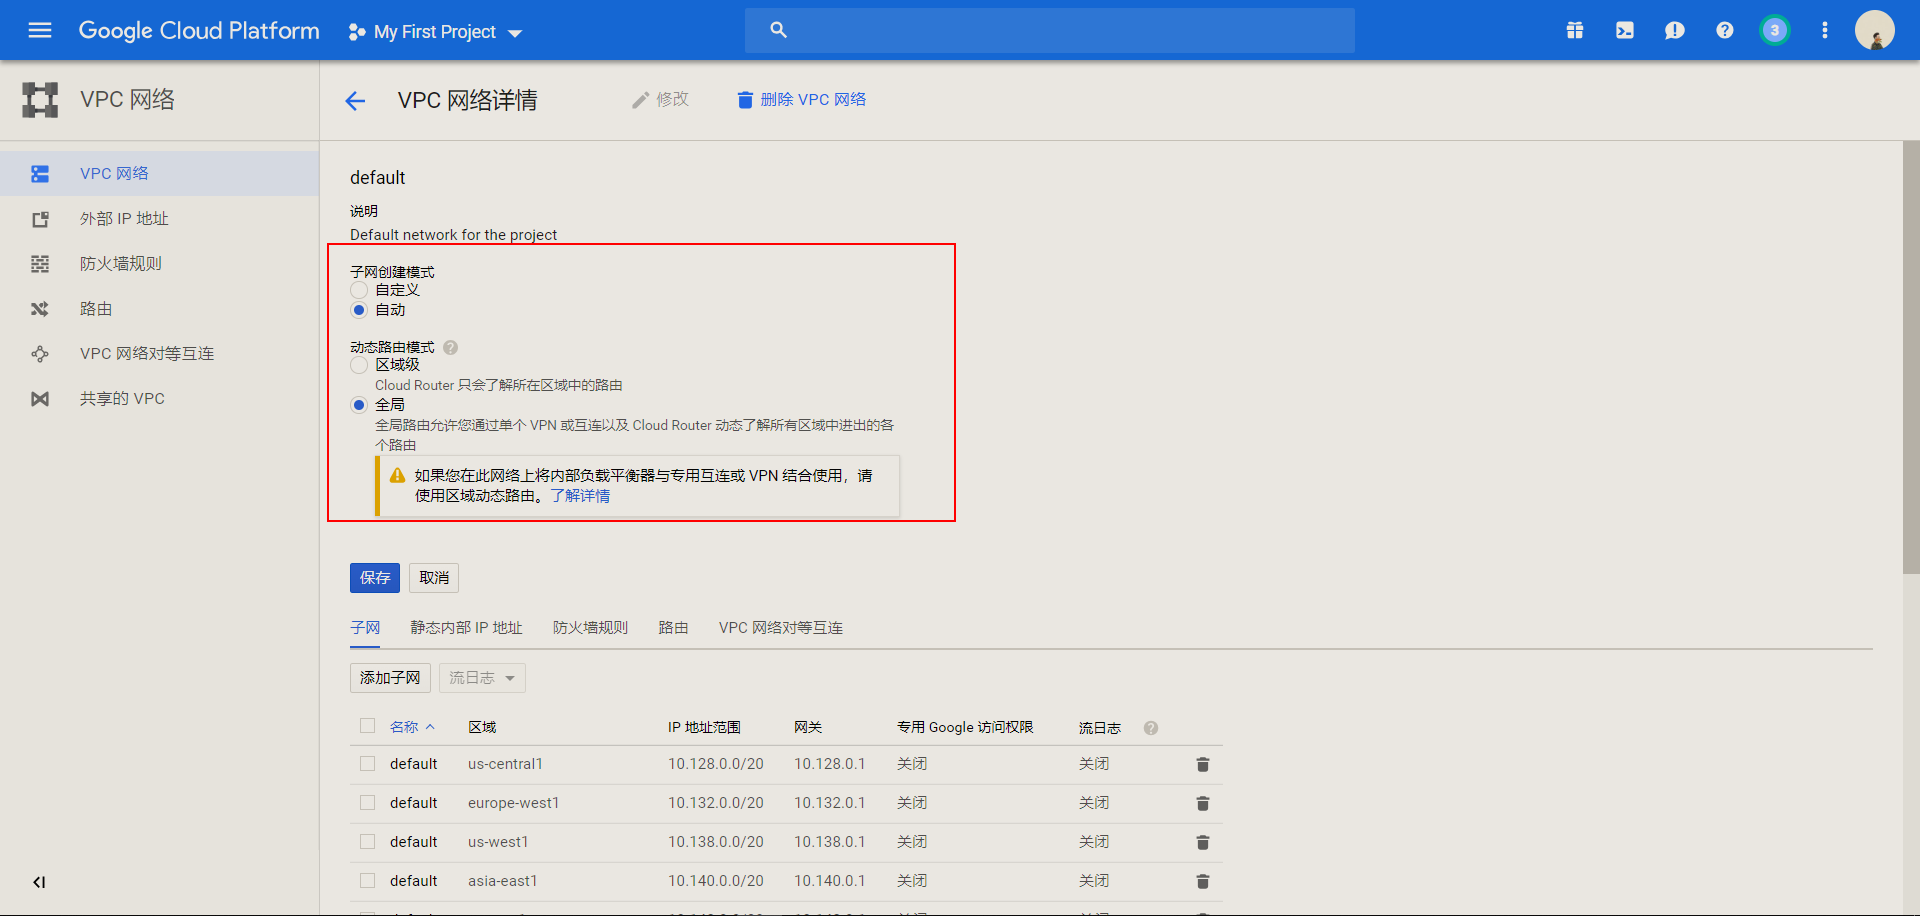 Google Cloud Platform
My First Project
3
VPC 网络
VPC 网络详情
修改
删除 VPC 网络
VPC 网络
外部 IP 地址
防火墙规则
路由
VPC 网络对等互连
共享的 VPC
default
说明
Default network for the project
子网创建模式
自定义
自动
动态路由模式
区域级
Cloud Router 只会了解所在区域中的路由
全局
全局路由允许您通过单个 VPN 或互连以及 Cloud Router 动态了解所有区域中进出的各
个路由
如果您在此网络上将内部负载平衡器与专用互连或 VPN 结合使用，请
使用区域动态路由。了解详情
保存 取消
子网 静态内部 IP 地址 防火墙规则 路由 VPC 网络对等互连
添加子网 流日志
名称 区域 IP 地址范围 网关 专用 Google 访问权限 流日志
default us-central1 10.128.0.0/20 10.128.0.1 关闭 关闭
default europe-west1 10.132.0.0/20 10.132.0.1 关闭 关闭
default us-west1 10.138.0.0/20 10.138.0.1 关闭 关闭
default asia-east1 10.140.0.0/20 10.140.0.1 关闭 关闭